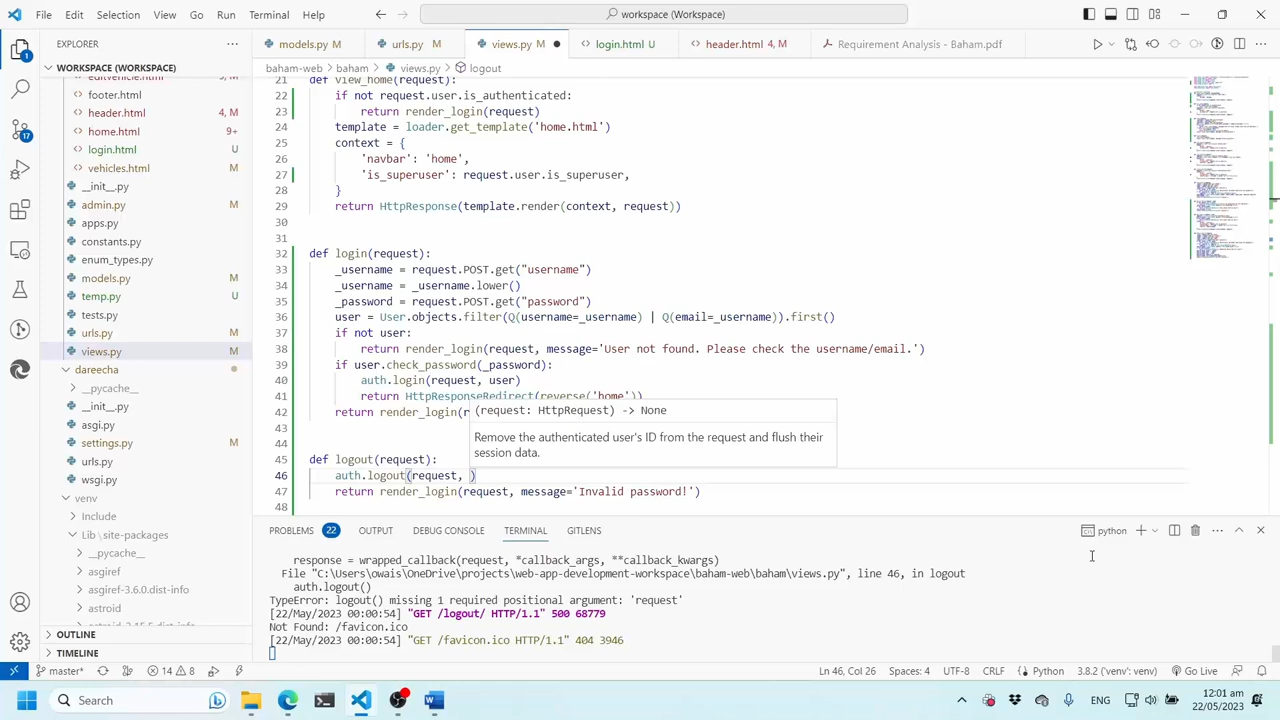 File Edit Selection View Go Run Terminal Help
workspace (Workspace)
EXPLORER
models.py M
urls.py M
views.py M
login.html U
header.html 4, M
Requirement Analysis - Baham.pdf
WORKSPACE (WORKSPACE)
baham-web > baham > views.py > logout
editvehicle.html 9+
footer.html
header.html 4, M
home.html 9+
login.html U
vehicles.html M
__init__.py
admin.py M
apps.py
constants.py
enum_types.py
models.py M
temp.py U
tests.py
urls.py M
views.py M
dareecha
__pycache__
__init__.py
asgi.py
settings.py M
urls.py
wsgi.py
venv
Include
Lib \site-packages
__pycache__
asgiref
asgiref-3.6.0.dist-info
astroid
OUTLINE
TIMELINE
21 def view_home(request):
22 if not request.user.is_authenticated:
23 return render_login(request)
24 template = loader.get_template('home.html')
25 context = {
26 'navbar': 'home',
27 'is_superuser': request.user.is_superuser,
28 }
29 return HttpResponse(template.render(context, request))
30
31
32 def login(request):
33 _username = request.POST.get("username")
34 _username = _username.lower()
35 _password = request.POST.get("password")
36 user = User.objects.filter(Q(username=_username) | Q(email=_username)).first()
37 if not user:
38 return render_login(request, message='User not found. Please check the username/email.')
39 if user.check_password(_password):
40 auth.login(request, user)
41 return HttpResponseRedirect(reverse('home'))
42 return render_login(r
43
44
45 def logout(request):
46 auth.logout(request, )
47 return render_login(request, message='Invalid password!')
48
(request: HttpRequest) -> None
Remove the authenticated user's ID from the request and flush their
session data.
PROBLEMS 22 OUTPUT DEBUG CONSOLE TERMINAL GITLENS
python
response = wrapped_callback(request, *callback_args, **callback_kwargs)
File "C:\Users\owais\OneDrive\projects\web-app-development-workspace\baham-web\baham\views.py", line 46, in logout
auth.logout()
TypeError: logout() missing 1 required positional argument: 'request'
[22/May/2023 00:00:54] "GET /logout/ HTTP/1.1" 500 68779
Not Found: /favicon.ico
[22/May/2023 00:00:54] "GET /favicon.ico HTTP/1.1" 404 3946
1
17
master* 14 8
Ln 46, Col 26 Spaces: 4 UTF-8 CRLF Python 3.8.2 ('venv': venv) Go Live
Search
ENG
12:01 am
22/05/2023